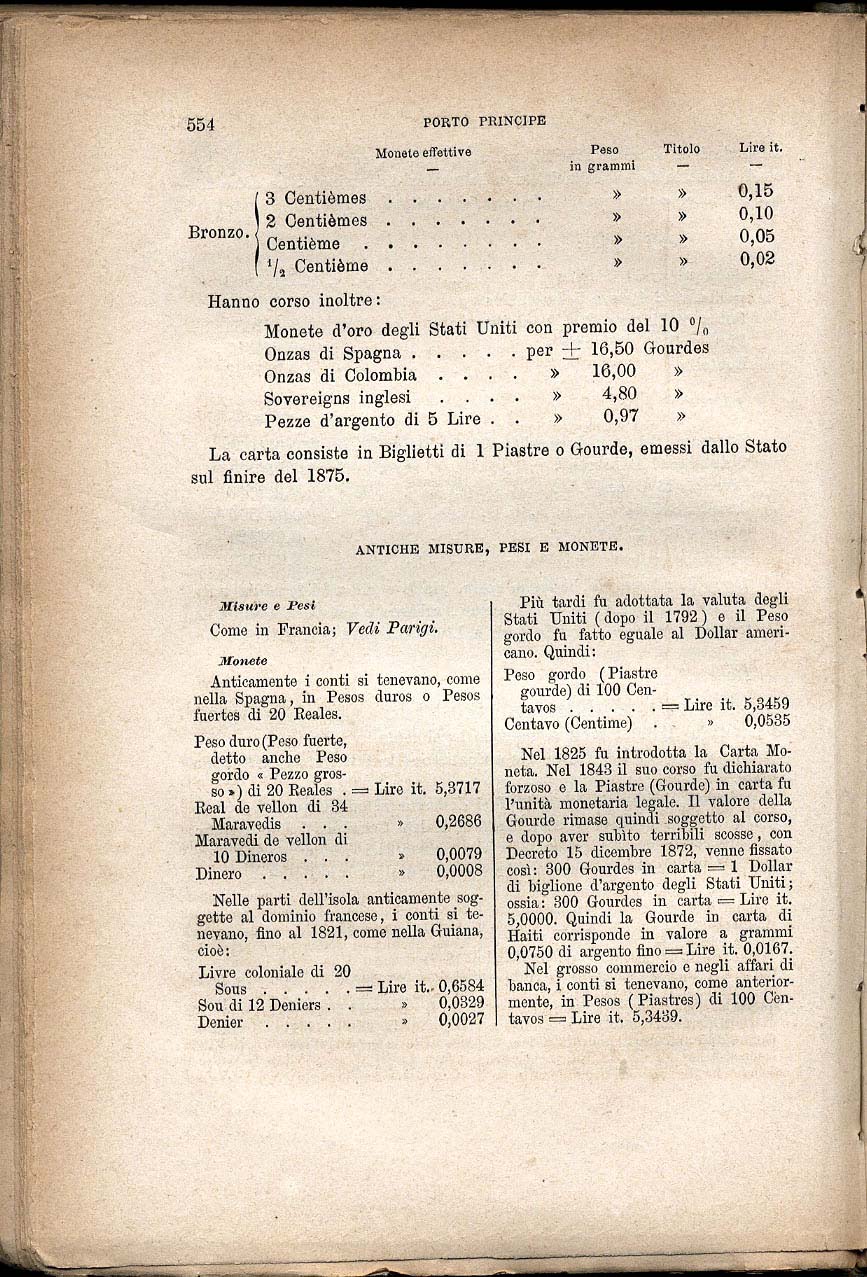 554
PORTO PRINCIPE
Monete effettive Peso in grammi Titolo Lire it.
Bronzo.
3 Centièmes . . . . . . . » » 0,15
2 Centièmes . . . . . . . » » 0,10
Centième . . . . . . . . » » 0,05
1/2 Centième . . . . . . . » » 0,02
Hanno corso inoltre:
Monete d'oro degli Stati Uniti con premio del 10 %
Onzas di Spagna . . . . . per ± 16,50 Gourdes
Onzas di Colombia . . . . » 16,00 »
Sovereigns inglesi . . . . » 4,80 »
Pezze d'argento di 5 Lire . . » 0,97 »
La carta consiste in Biglietti di 1 Piastre o Gourde, emessi dallo Stato
sul finire del 1875.
ANTICHE MISURE, PESI E MONETE.
Misure e Pesi
Come in Francia; Vedi Parigi.
Monete
Anticamente i conti si tenevano, come
nella Spagna, in Pesos duros o Pesos
fuertes di 20 Reales.
Peso duro (Peso fuerte,
detto anche Peso
gordo « Pezzo gros-
so ») di 20 Reales . = Lire it. 5,3717
Real de vellon di 34
Maravedis . . . » 0,2686
Maravedi de vellon di
10 Dineros . . . » 0,0079
Dinero . . . . . » 0,0008
Nelle parti dell'isola anticamente sog-
gette al dominio francese, i conti si te-
nevano, fino al 1821, come nella Guiana,
cioè:
Livre coloniale di 20
Sous . . . . . = Lire it. 0,6584
Sou di 12 Deniers . . » 0,0329
Denier . . . . . » 0,0027
Più tardi fu adottata la valuta degli
Stati Uniti (dopo il 1792) e il Peso
gordo fu fatto eguale al Dollar ameri-
cano. Quindi:
Peso gordo (Piastre
gourde) di 100 Cen-
tavos . . . . . = Lire it. 5,3459
Centavo (Centime) . . » 0,0535
Nel 1825 fu introdotta la Carta Mo-
neta. Nel 1843 il suo corso fu dichiarato
forzoso e la Piastre (Gourde) in carta fu
l'unità monetaria legale. Il valore della
Gourde rimase quindi soggetto al corso,
e dopo aver subìto terribili scosse, con
Decreto 15 dicembre 1872, venne fissato
così: 300 Gourdes in carta = 1 Dollar
di biglione d'argento degli Stati Uniti;
ossia: 300 Gourdes in carta = Lire it.
5,0000. Quindi la Gourde in carta di
Haiti corrisponde in valore a grammi
0,0750 di argento fino = Lire it. 0,0167.
Nel grosso commercio e negli affari di
banca, i conti si tenevano, come anterior-
mente, in Pesos (Piastres) di 100 Cen-
tavos = Lire it. 5,3439.